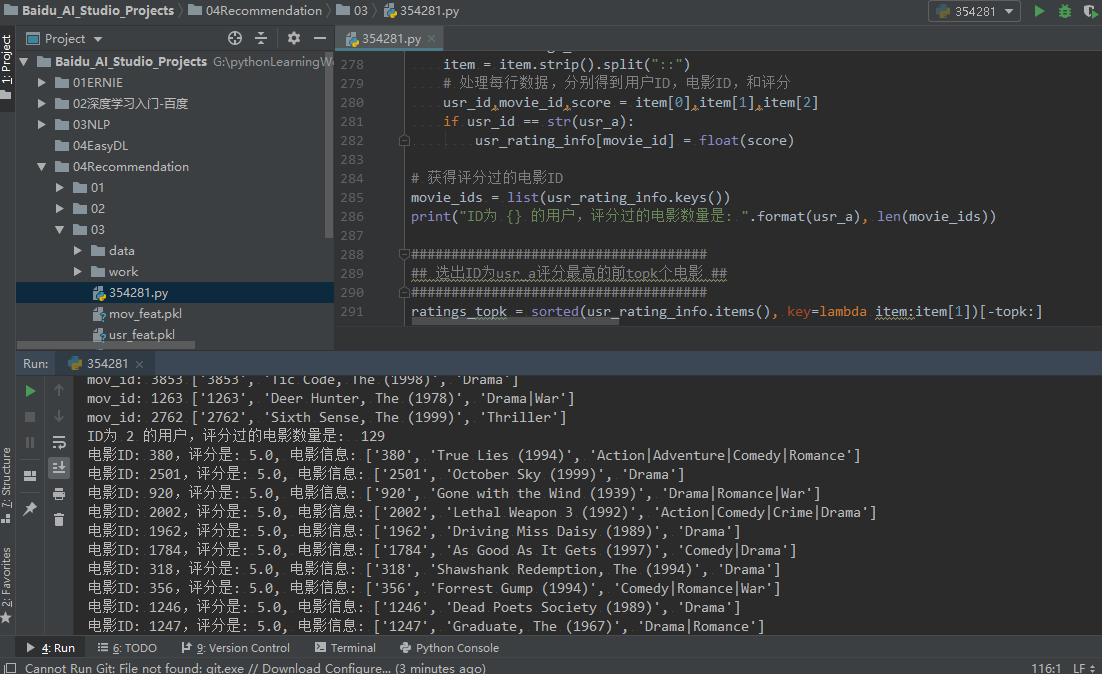 Baidu_AI_Studio_Projects 04Recommendation 03 354281.py 354281
1: Project
Project
354281.py
Baidu_AI_Studio_Projects G:\pythonLearningW
01ERNIE
02深度学习入门-百度
03NLP
04EasyDL
04Recommendation
01
02
03
data
work
354281.py
mov_feat.pkl
usr_feat.pkl
278 item = item.strip().split("::")
279 # 处理每行数据，分别得到用户ID，电影ID，和评分
280 usr_id,movie_id,score = item[0],item[1],item[2]
281 if usr_id == str(usr_a):
282 usr_rating_info[movie_id] = float(score)
283
284 # 获得评分过的电影ID
285 movie_ids = list(usr_rating_info.keys())
286 print("ID为 {} 的用户，评分过的电影数量是: ".format(usr_a), len(movie_ids))
287
288 #####################################
289 ## 选出ID为usr_a评分最高的前topk个电影 ##
290 #####################################
291 ratings_topk = sorted(usr_rating_info.items(), key=lambda item:item[1])[-topk:]
Run: 354281
mov_id: 3853 ['3853', 'Tic Code, The (1998)', 'Drama']
mov_id: 1263 ['1263', 'Deer Hunter, The (1978)', 'Drama|War']
mov_id: 2762 ['2762', 'Sixth Sense, The (1999)', 'Thriller']
ID为 2 的用户，评分过的电影数量是:  129
电影ID: 380，评分是: 5.0, 电影信息: ['380', 'True Lies (1994)', 'Action|Adventure|Comedy|Romance']
电影ID: 2501，评分是: 5.0, 电影信息: ['2501', 'October Sky (1999)', 'Drama']
电影ID: 920，评分是: 5.0, 电影信息: ['920', 'Gone with the Wind (1939)', 'Drama|Romance|War']
电影ID: 2002，评分是: 5.0, 电影信息: ['2002', 'Lethal Weapon 3 (1992)', 'Action|Comedy|Crime|Drama']
电影ID: 1962，评分是: 5.0, 电影信息: ['1962', 'Driving Miss Daisy (1989)', 'Drama']
电影ID: 1784，评分是: 5.0, 电影信息: ['1784', 'As Good As It Gets (1997)', 'Comedy|Drama']
电影ID: 318，评分是: 5.0, 电影信息: ['318', 'Shawshank Redemption, The (1994)', 'Drama']
电影ID: 356，评分是: 5.0, 电影信息: ['356', 'Forrest Gump (1994)', 'Comedy|Romance|War']
电影ID: 1246，评分是: 5.0, 电影信息: ['1246', 'Dead Poets Society (1989)', 'Drama']
电影ID: 1247，评分是: 5.0, 电影信息: ['1247', 'Graduate, The (1967)', 'Drama|Romance']
7: Structure
2: Favorites
4: Run 6: TODO 9: Version Control Terminal Python Console
Cannot Run Git: File not found: git.exe // Download Configure... (3 minutes ago) 116:1 LF